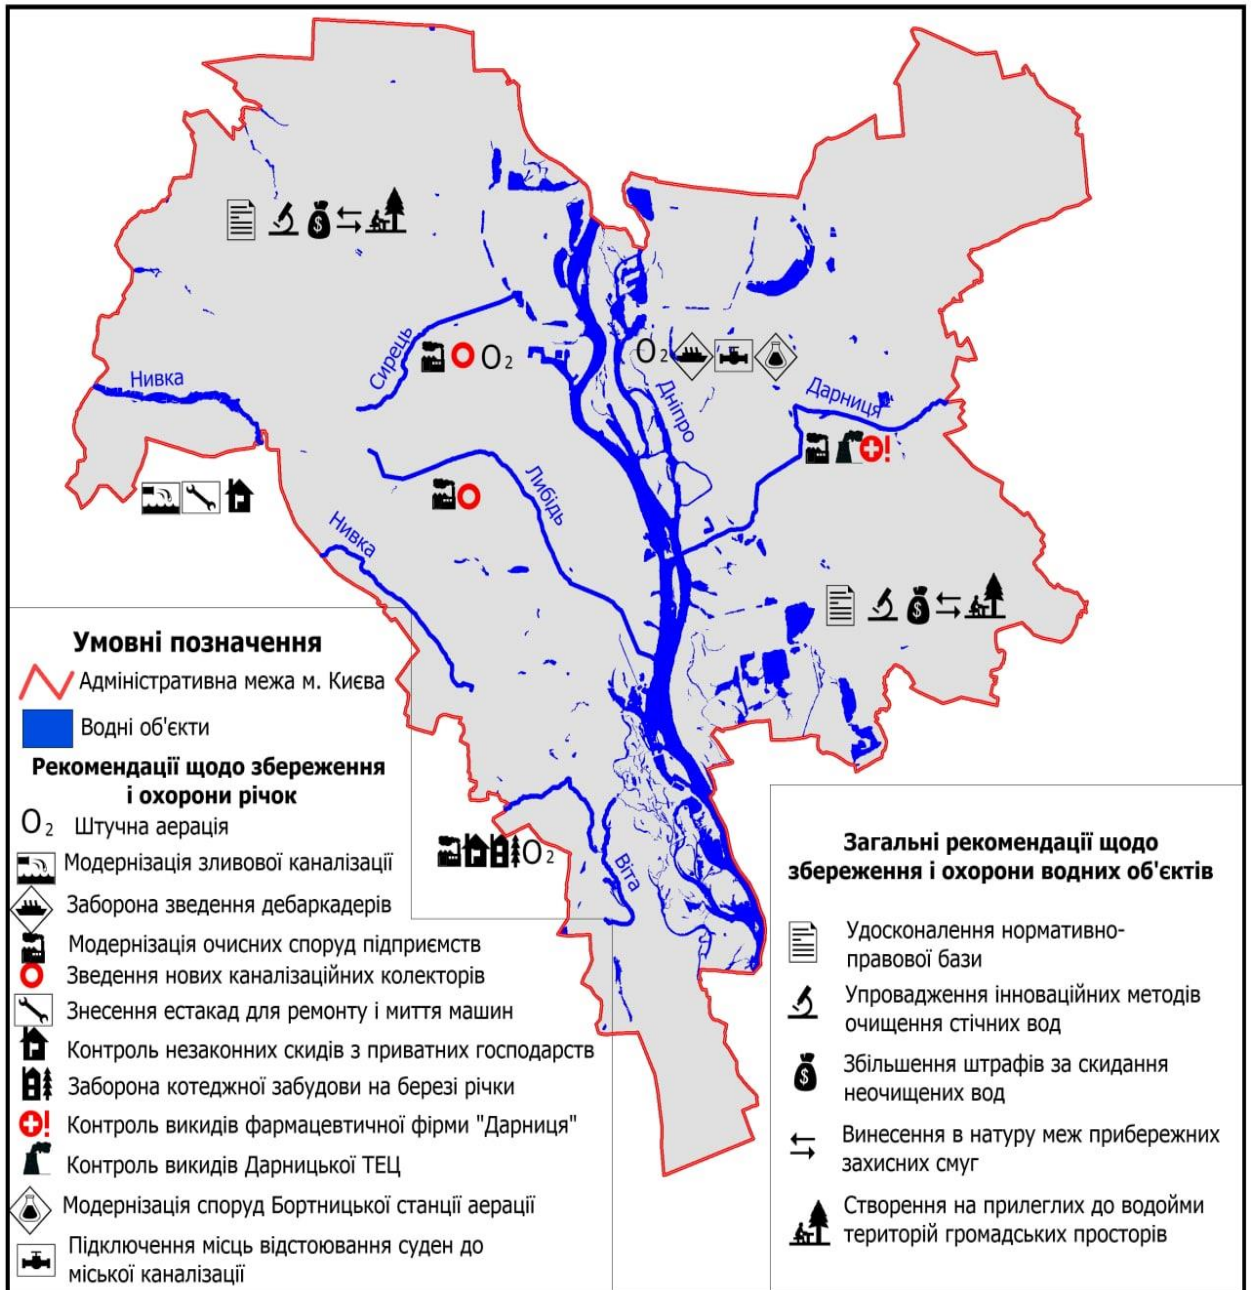 Сирець
O₂
Нивка
O₂
Дніпро
Дарниця
Либідь
Нивка
Віта
O₂
Умовні позначення
Адміністративна межа м. Києва
Водні об'єкти
Рекомендації щодо збереження
і охорони річок
O₂ Штучна аерація
Модернізація зливової каналізації
Заборона зведення дебаркадерів
Модернізація очисних споруд підприємств
Зведення нових каналізаційних колекторів
Знесення естакад для ремонту і миття машин
Контроль незаконних скидів з приватних господарств
Заборона котеджної забудови на березі річки
Контроль викидів фармацевтичної фірми "Дарниця"
Контроль викидів Дарницької ТЕЦ
Модернізація споруд Бортницької станції аерації
Підключення місць відстоювання суден до
міської каналізації
Загальні рекомендації щодо
збереження і охорони водних об'єктів
Удосконалення нормативно-
правової бази
Упровадження інноваційних методів
очищення стічних вод
Збільшення штрафів за скидання
неочищених вод
Винесення в натуру меж прибережних
захисних смуг
Створення на прилеглих до водойми
територій громадських просторів